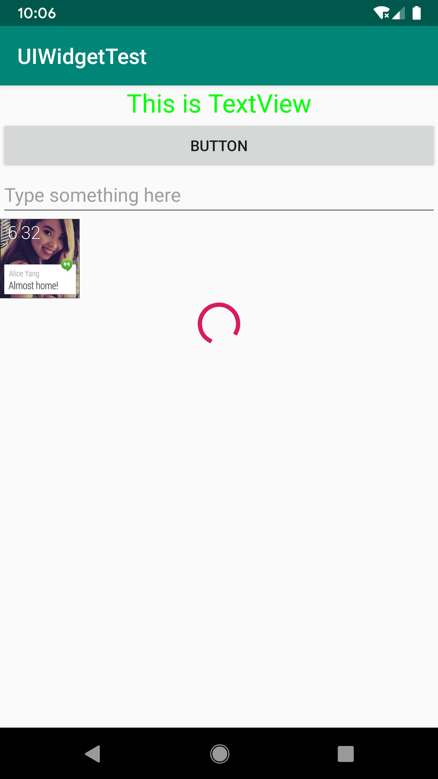 10:06
UIWidgetTest
This is TextView
BUTTON
Type something here
6:32
Alice Yang
Almost home!